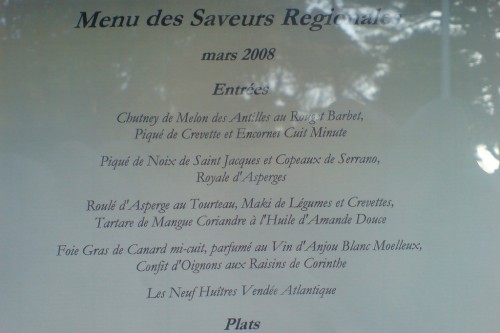 Menu des Saveurs Regionales
mars 2008
Entrées
Chutney de Melon des Antilles au Rouget Barbet,
Piqué de Crevette et Encornes Cuit Minute
Piqué de Noix de Saint Jacques et Copeaux de Serrano,
Royale d'Asperges
Roulé d'Asperge au Tourteau, Maki de Légumes et Crevettes,
Tartare de Mangue Coriandre à l'Huile d'Amande Douce
Foie Gras de Canard mi-cuit, parfumé au Vin d'Anjou Blanc Moelleux,
Confit d'Oignons aux Raisins de Corinthe
Les Neuf Huîtres Vendée Atlantique
Plats